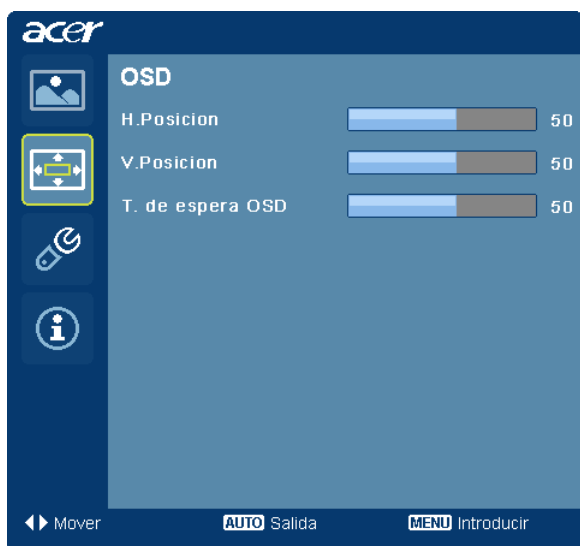 acer
OSD
H.Posicion 50
V.Posicion 50
T. de espera OSD 50
Mover AUTO Salida MENU Introducir